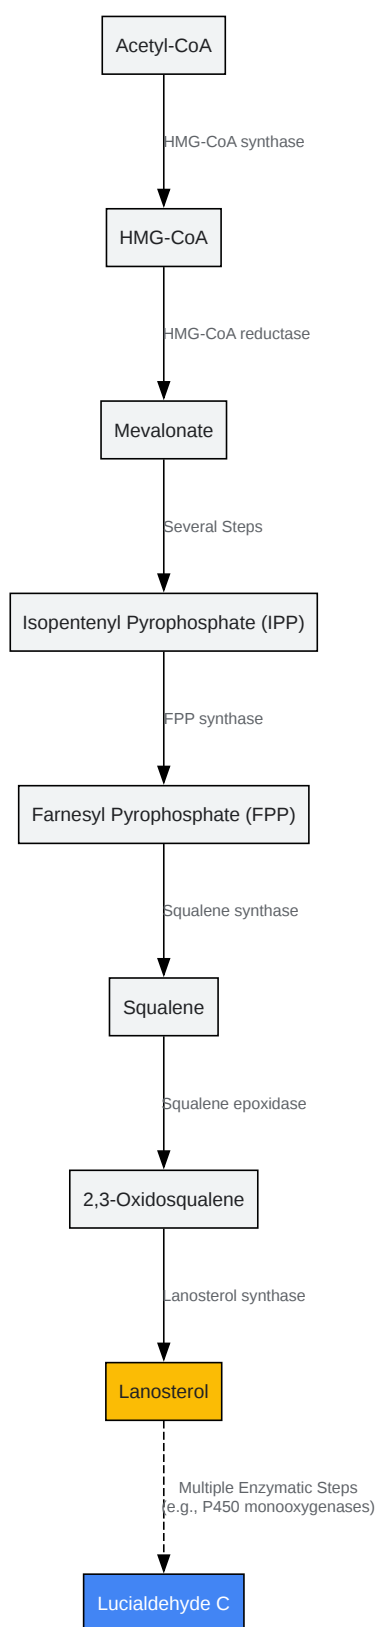 Acetyl-CoA
HMG-CoA synthase
HMG-CoA
HMG-CoA reductase
Mevalonate
Several Steps
Isopentenyl Pyrophosphate (IPP)
FPP synthase
Farnesyl Pyrophosphate (FPP)
Squalene synthase
Squalene
Squalene epoxidase
2,3-Oxidosqualene
Lanosterol synthase
Lanosterol
Multiple Enzymatic Steps
(e.g., P450 monooxygenases)
Lucialdehyde C